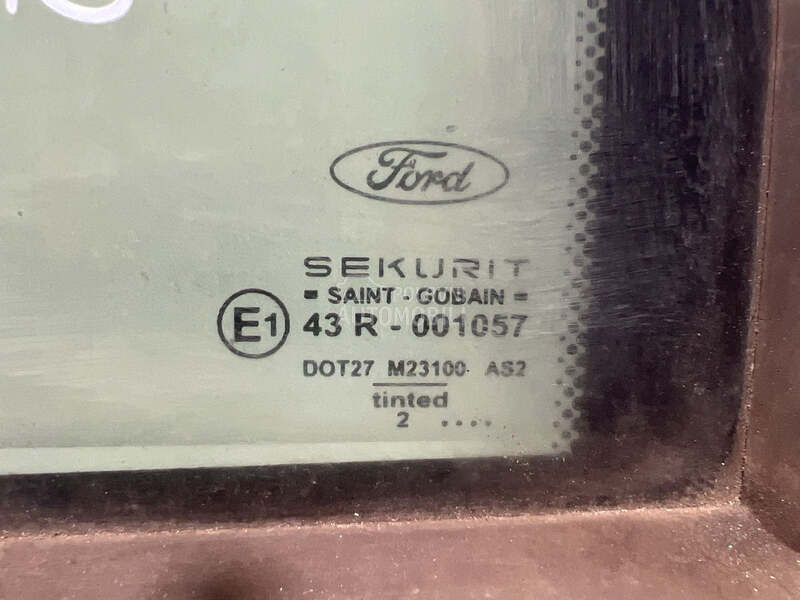 Ford
SEKURIT
= SAINT - GOBAIN =
E1 43 R - 001057
DOT27 M23100 AS2
tinted
2 ....